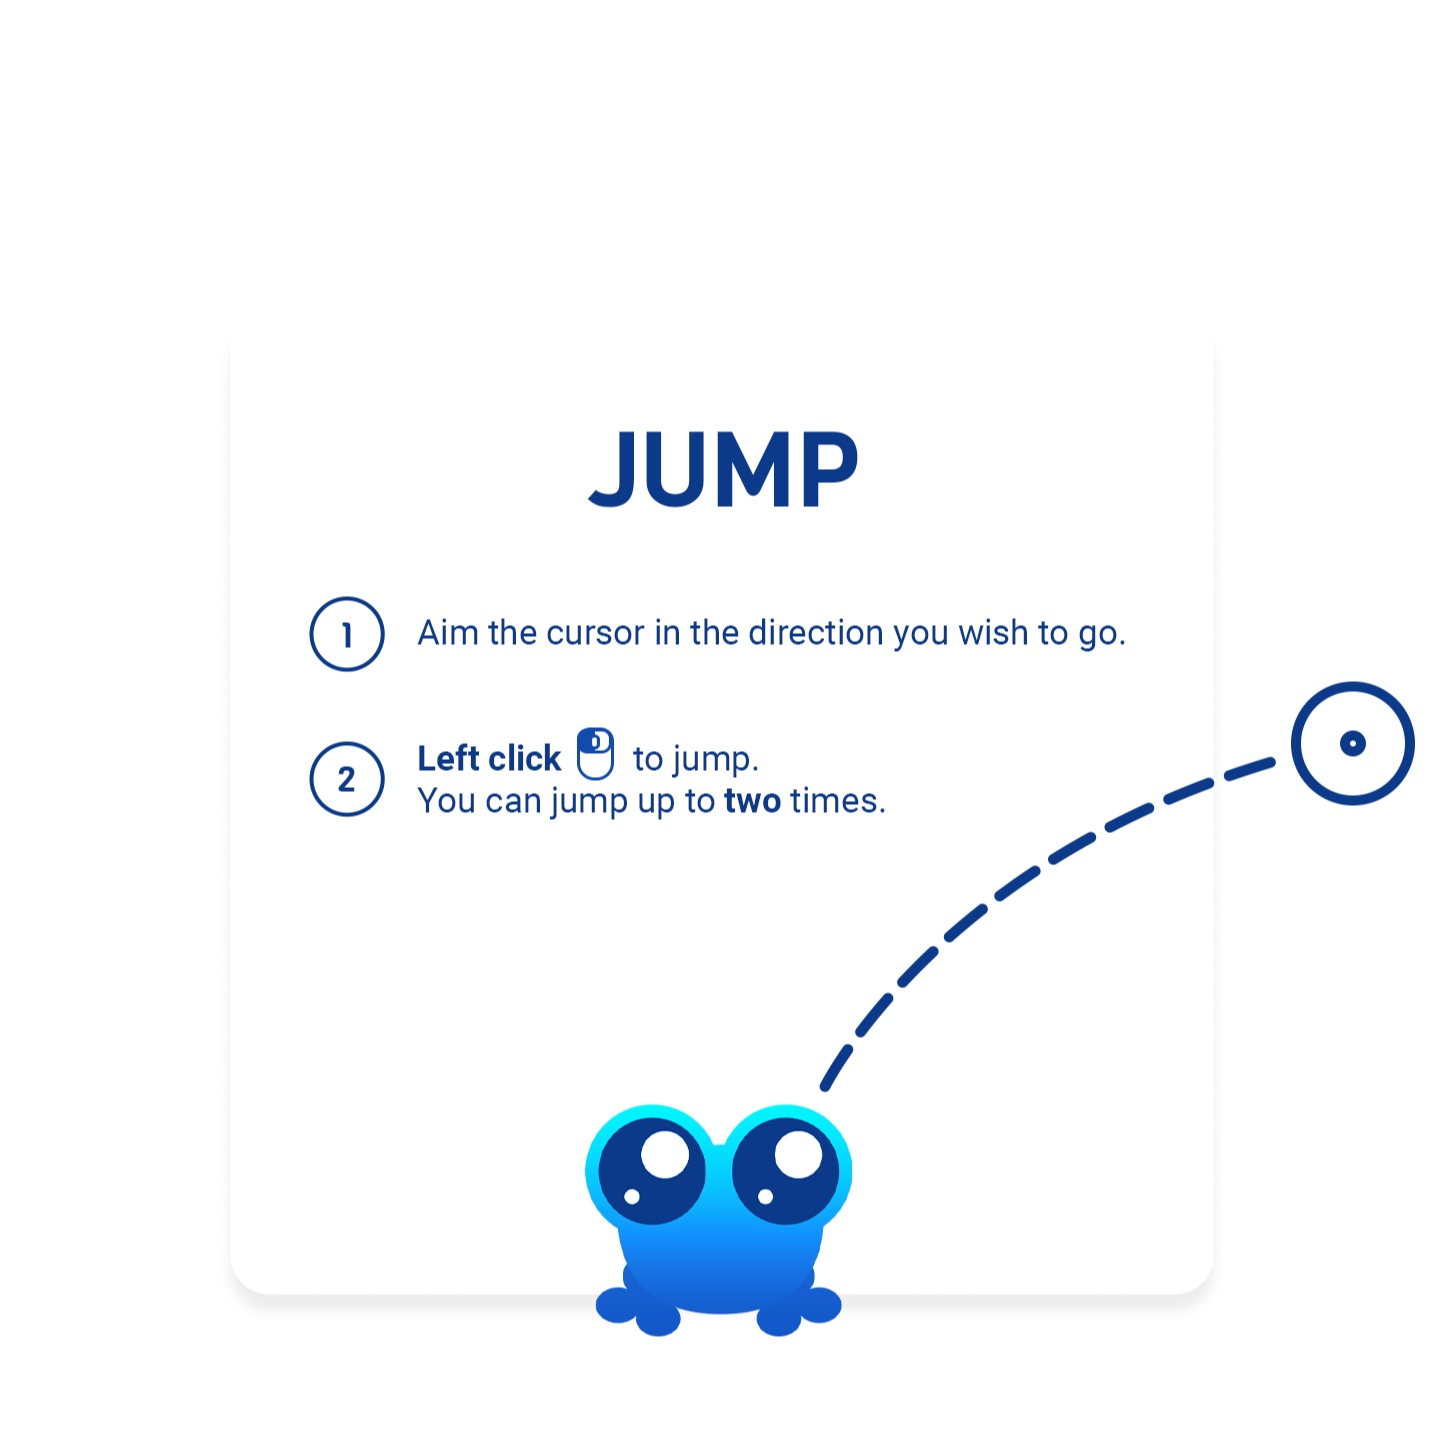 JUMP
1 Aim the cursor in the direction you wish to go.
2 Left click to jump.
You can jump up to two times.